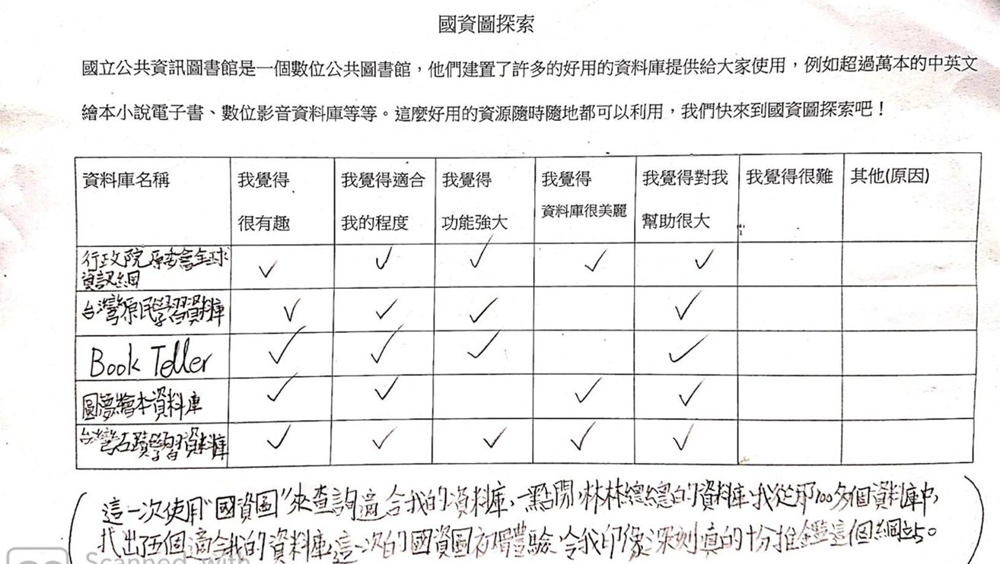 國資圖探索
國立公共資訊圖書館是一個數位公共圖書館，他們建置了許多的好用的資料庫提供給大家使用，例如超過萬本的中英文
繪本小說電子書、數位影音資料庫等等。這麼好用的資源隨時隨地都可以利用，我們快來到國資圖探索吧！
資料庫名稱 我覺得 我覺得適合 我覺得 我覺得 我覺得對我 我覺得很難 其他(原因)
很有趣 我的程度 功能強大 資料庫很美麗 幫助很大
行政院原委會全球
資訊網 ✓ ✓ ✓ ✓ ✓
台灣原民學習資料庫 ✓ ✓ ✓ ✓
Book Teller ✓ ✓ ✓ ✓
圓夢繪本資料庫 ✓ ✓ ✓ ✓
台灣古蹟學習資料庫 ✓ ✓ ✓ ✓ ✓
(這一次使用"國資圖"來查詢適合我的資料庫,一點開,林林總總的資料庫,我從那100多個資料庫中,
找出五個適合我的資料庫,這一次的國資圖 體驗令我印像深刻,真的十分推 這個網站。)
Scanned with